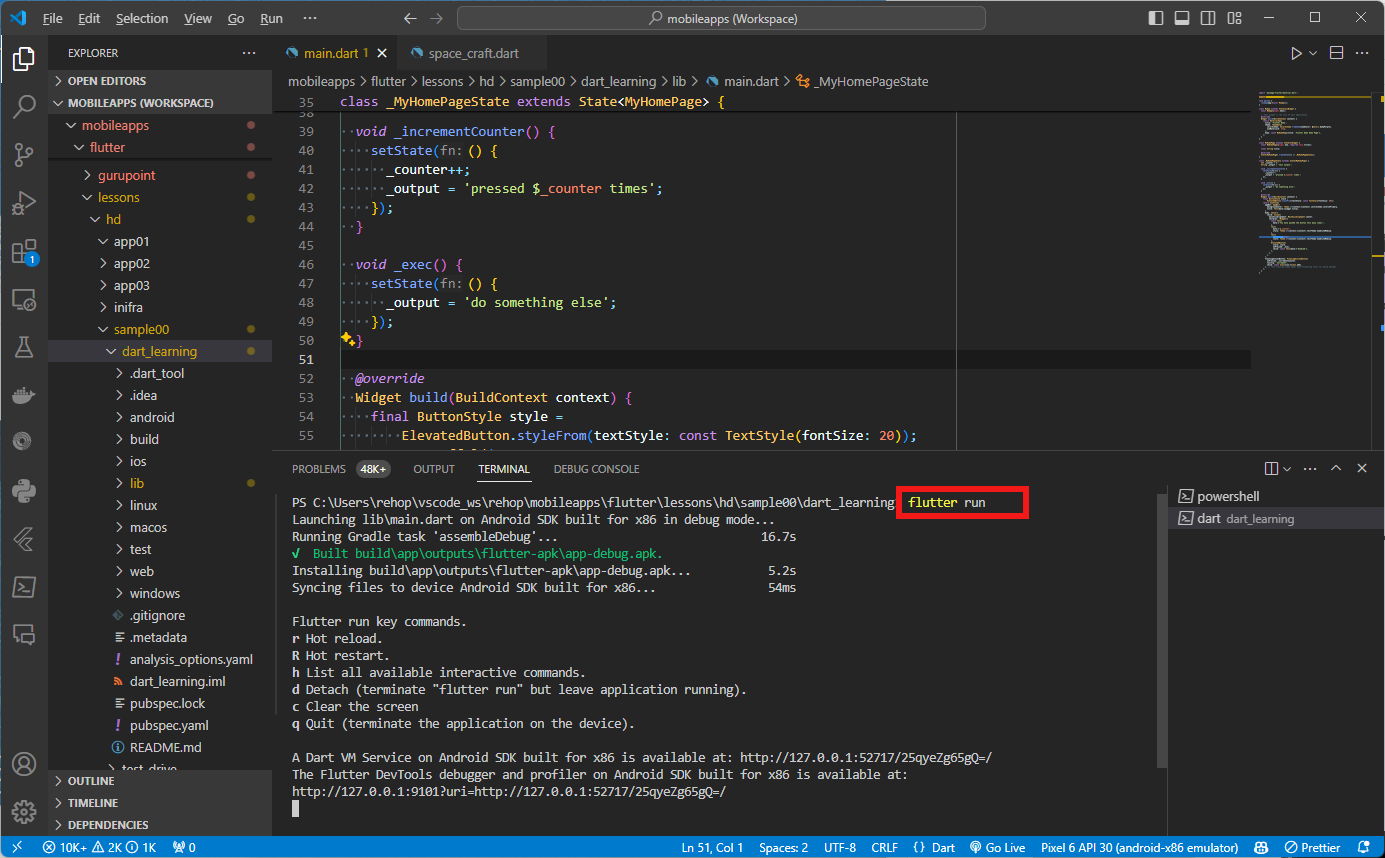 File Edit Selection View Go Run ··· mobileapps (Workspace)
EXPLORER ···
OPEN EDITORS
MOBILEAPPS (WORKSPACE)
mobileapps
flutter
gurupoint
lessons
hd
app01
app02
app03
inifra
sample00
dart_learning
.dart_tool
.idea
android
build
ios
lib
linux
macos
test
web
windows
.gitignore
.metadata
! analysis_options.yaml
dart_learning.iml
pubspec.lock
! pubspec.yaml
README.md
test_drive
OUTLINE
TIMELINE
DEPENDENCIES
1
main.dart 1 space_craft.dart
mobileapps > flutter > lessons > hd > sample00 > dart_learning > lib > main.dart > _MyHomePageState
35 class _MyHomePageState extends State<MyHomePage> {
38
39 void _incrementCounter() {
40 setState(fn: () {
41 _counter++;
42 _output = 'pressed $_counter times';
43 });
44 }
45
46 void _exec() {
47 setState(fn: () {
48 _output = 'do something else';
49 });
50 }
51
52 @override
53 Widget build(BuildContext context) {
54 final ButtonStyle style =
55 ElevatedButton.styleFrom(textStyle: const TextStyle(fontSize: 20));
PROBLEMS 48K+ OUTPUT TERMINAL DEBUG CONSOLE
PS C:\Users\rehop\vscode_ws\rehop\mobileapps\flutter\lessons\hd\sample00\dart_learning flutter run
Launching lib\main.dart on Android SDK built for x86 in debug mode...
Running Gradle task 'assembleDebug'... 16.7s
√ Built build\app\outputs\flutter-apk\app-debug.apk.
Installing build\app\outputs\flutter-apk\app-debug.apk... 5.2s
Syncing files to device Android SDK built for x86... 54ms
Flutter run key commands.
r Hot reload.
R Hot restart.
h List all available interactive commands.
d Detach (terminate "flutter run" but leave application running).
c Clear the screen
q Quit (terminate the application on the device).
A Dart VM Service on Android SDK built for x86 is available at: http://127.0.0.1:52717/25qyeZg65gQ=/
The Flutter DevTools debugger and profiler on Android SDK built for x86 is available at:
http://127.0.0.1:9101?uri=http://127.0.0.1:52717/25qyeZg65gQ=/
powershell
dart dart_learning
10K+ 2K 1K 0 Ln 51, Col 1 Spaces: 2 UTF-8 CRLF {} Dart Go Live Pixel 6 API 30 (android-x86 emulator) Prettier